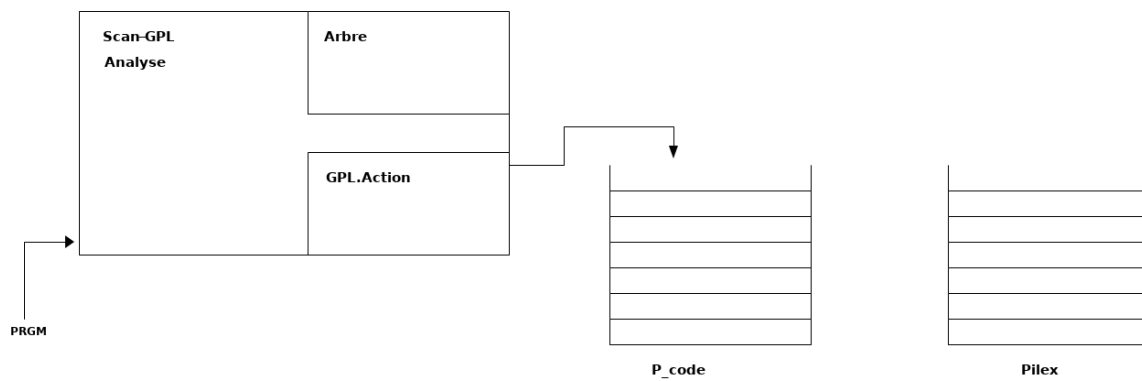 Scan-GPL
Analyse
Arbre
GPL.Action
PRGM
P_code
Pilex